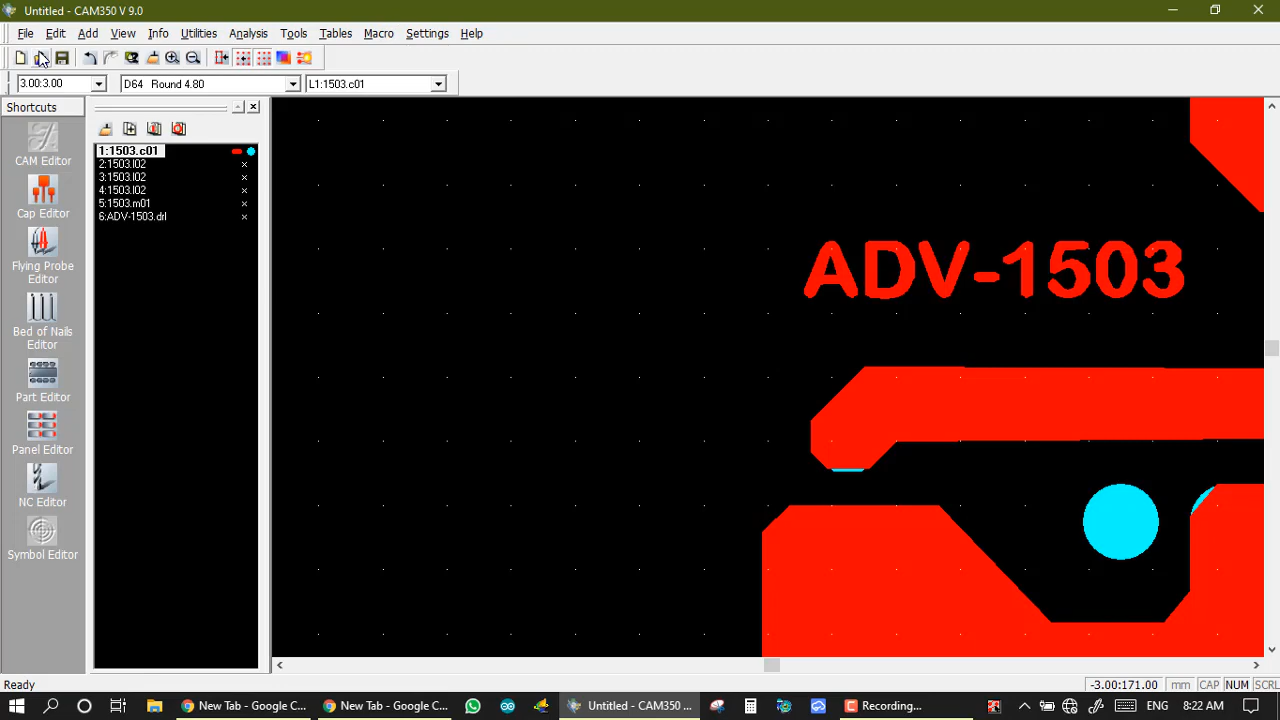 Untitled - CAM350 V 9.0
File Edit Add View Info Utilities Analysis Tools Tables Macro Settings Help
3.00:3.00 D64 Round 4.80 L1:1503.c01
Shortcuts
CAM Editor
Cap Editor
Flying Probe
Editor
Bed of Nails
Editor
Part Editor
Panel Editor
NC Editor
Symbol Editor
1:1503.c01
2:1503.l02
3:1503.l02
4:1503.l02
5:1503.m01
6:ADV-1503.drl
ADV-1503
Ready
-3.00:171.00 mm CAP NUM SCRL
New Tab - Google C...
New Tab - Google C...
Untitled - CAM350 ...
Recording...
8:22 AM